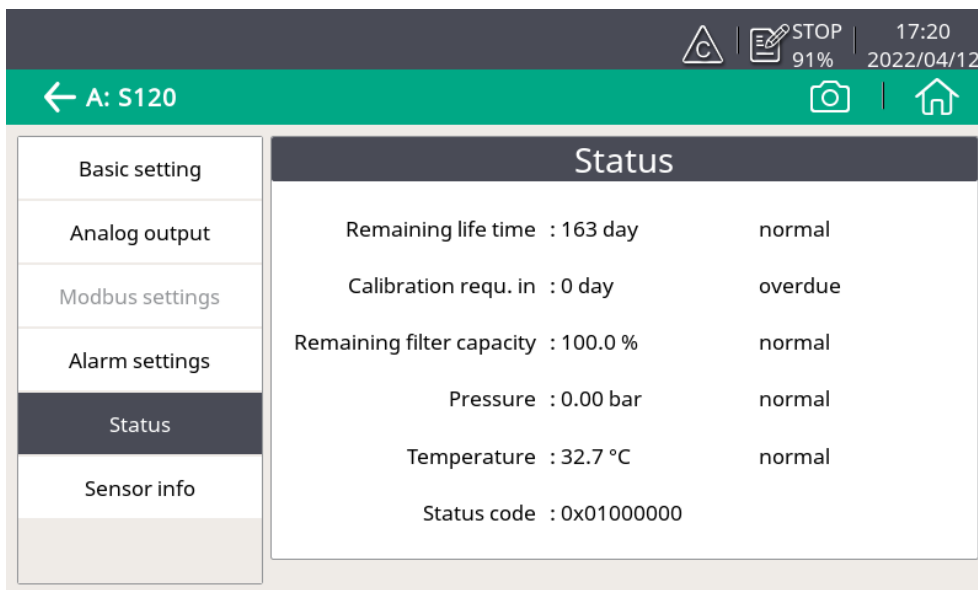 C STOP 17:20
91% 2022/04/12
A: S120
Basic setting
Analog output
Modbus settings
Alarm settings
Status
Sensor info
Status
Remaining life time : 163 day normal
Calibration requ. in : 0 day overdue
Remaining filter capacity : 100.0 % normal
Pressure : 0.00 bar normal
Temperature : 32.7 °C normal
Status code : 0x01000000